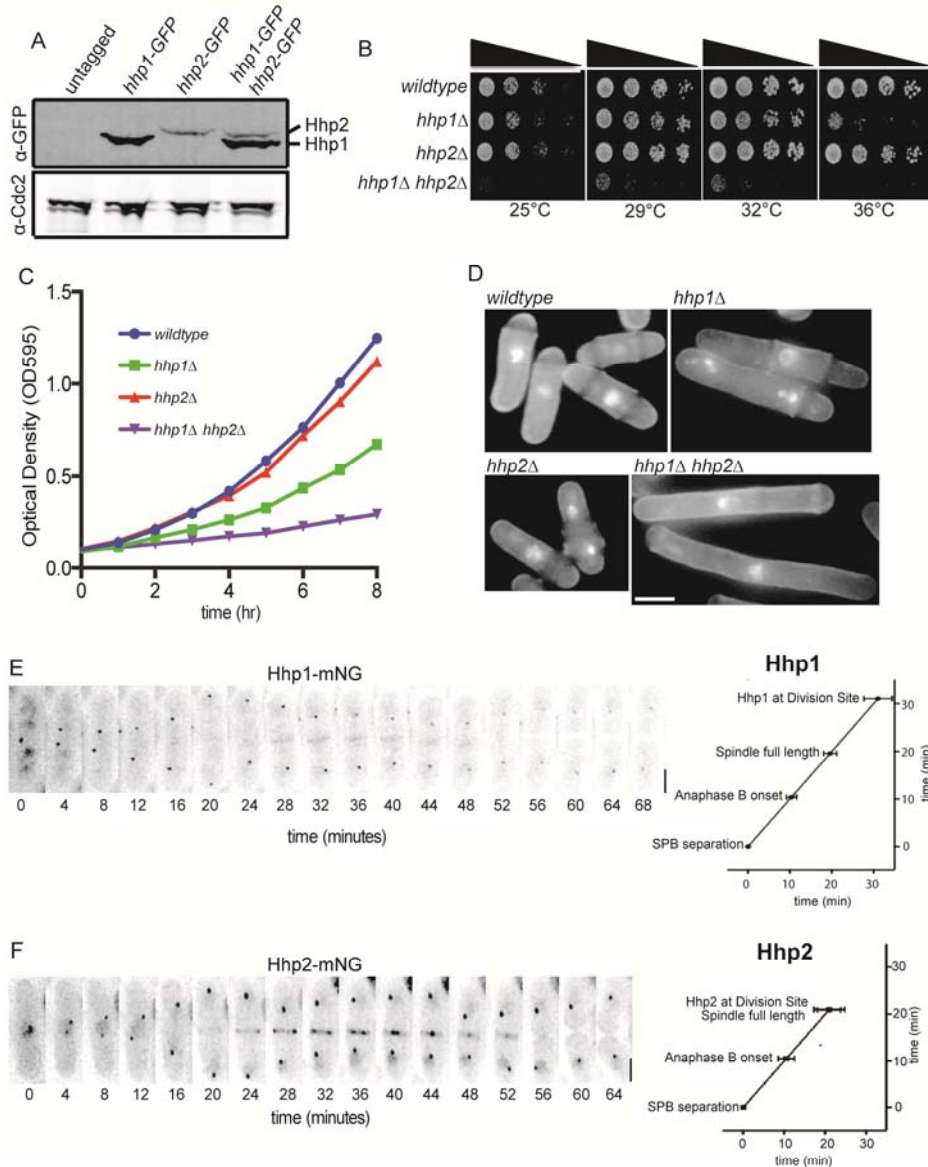 A
untagged
hhp1-GFP
hhp2-GFP
hhp1-GFP
hhp2-GFP
α-GFP
Hhp2
Hhp1
α-Cdc2
B
wildtype
hhp1Δ
hhp2Δ
hhp1Δ hhp2Δ
25°C 29°C 32°C 36°C
C
Optical Density (OD595)
1.5
1.0
0.5
0.0
wildtype
hhp1Δ
hhp2Δ
hhp1Δ hhp2Δ
0 2 4 6 8
time (hr)
D
wildtype
hhp1Δ
hhp2Δ
hhp1Δ hhp2Δ
E
Hhp1-mNG
0 4 8 12 16 20 24 28 32 36 40 44 48 52 56 60 64 68
time (minutes)
Hhp1
Hhp1 at Division Site
Spindle full length
Anaphase B onset
SPB separation
30
20
10
0
time (min)
0 10 20 30
time (min)
F
Hhp2-mNG
0 4 8 12 16 20 24 28 32 36 40 44 48 52 56 60 64
time (minutes)
Hhp2
Hhp2 at Division Site
Spindle full length
Anaphase B onset
SPB separation
30
20
10
0
time (min)
0 10 20 30
time (min)